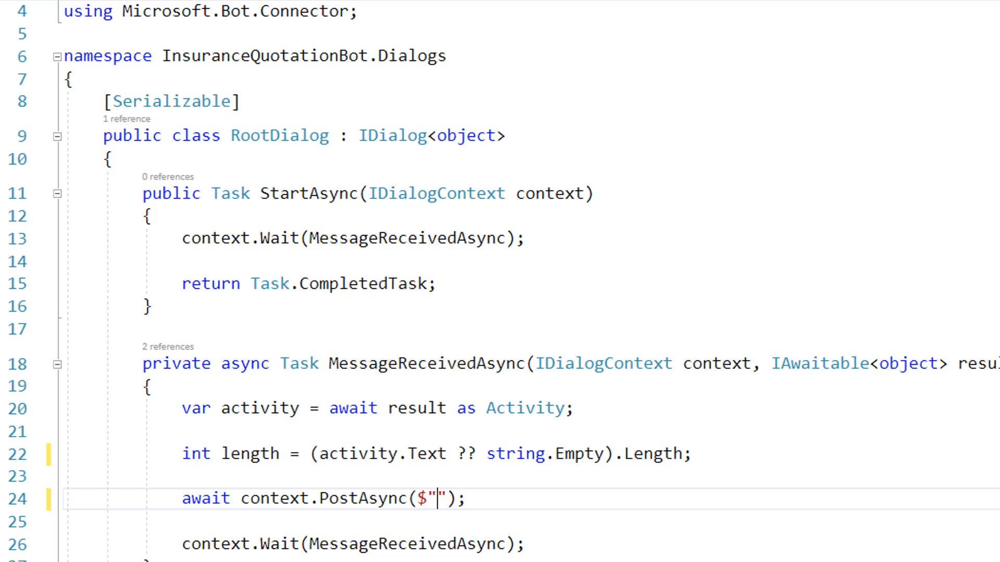 4 using Microsoft.Bot.Connector;
5
6 namespace InsuranceQuotationBot.Dialogs
7 {
8 [Serializable]
1 reference
9 public class RootDialog : IDialog<object>
10 {
0 references
11 public Task StartAsync(IDialogContext context)
12 {
13 context.Wait(MessageReceivedAsync);
14
15 return Task.CompletedTask;
16 }
17
2 references
18 private async Task MessageReceivedAsync(IDialogContext context, IAwaitable<object> resul
19 {
20 var activity = await result as Activity;
21
22 int length = (activity.Text ?? string.Empty).Length;
23
24 await context.PostAsync($"");
25
26 context.Wait(MessageReceivedAsync);